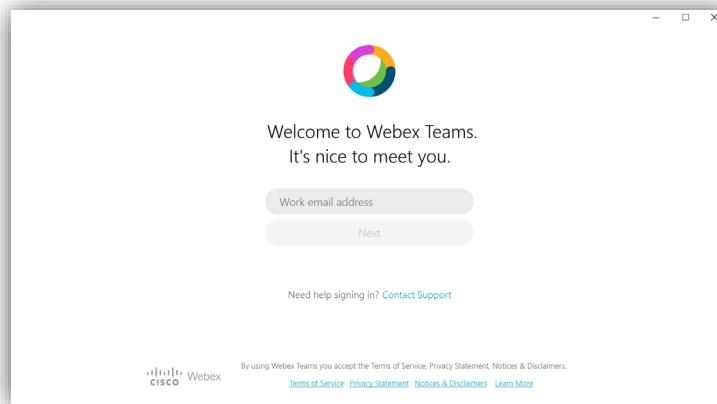 Welcome to Webex Teams.
It's nice to meet you.
Work email address
Next
Need help signing in? Contact Support
By using Webex Teams you accept the Terms of Service, Privacy Statement, Notices & Disclaimers.
CISCO Webex
Terms of Service Privacy Statement Notices & Disclaimers Learn More